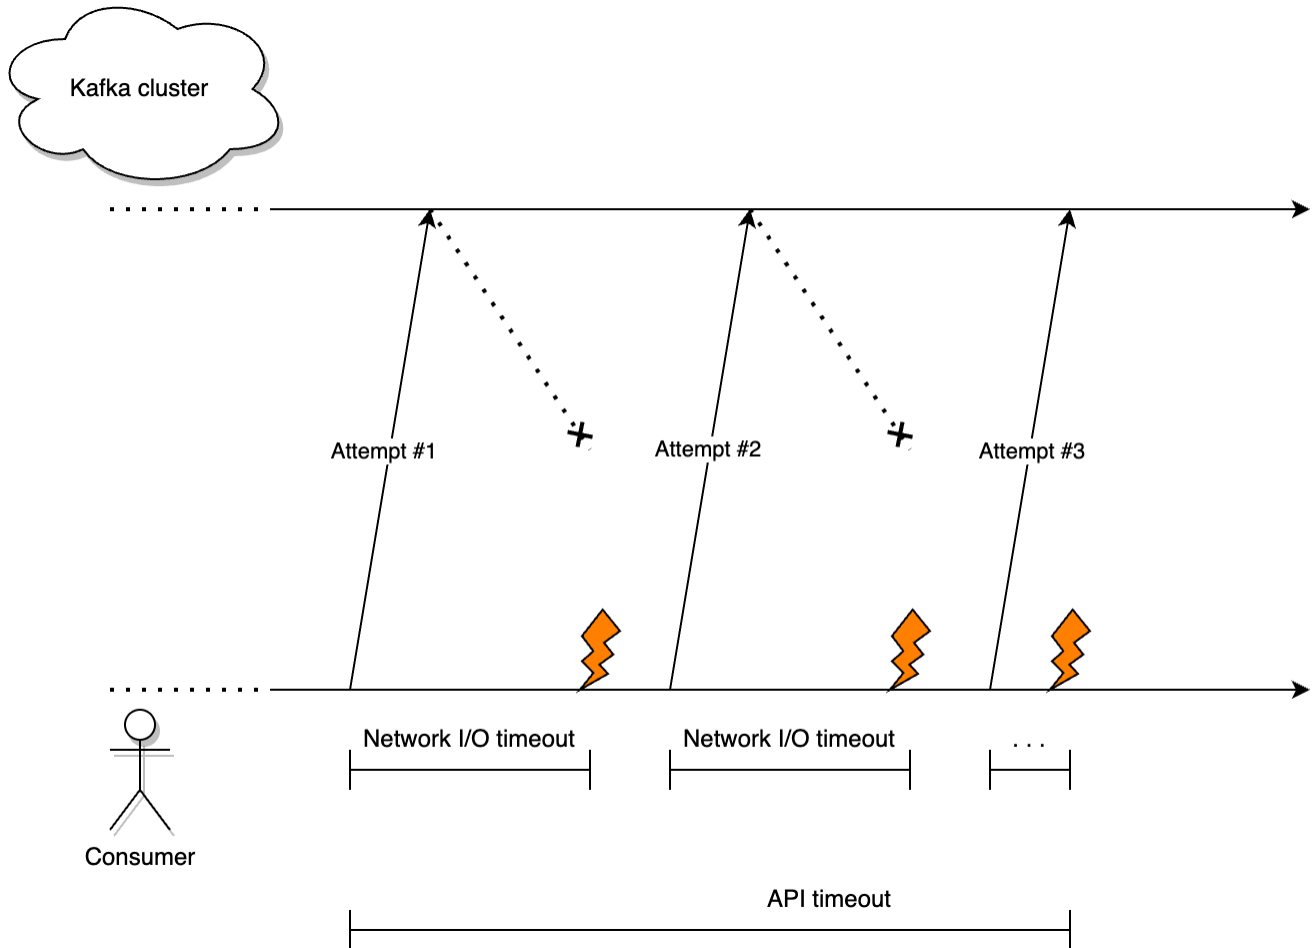 Kafka cluster
Attempt #1
Attempt #2
Attempt #3
Network I/O timeout
Network I/O timeout
. . .
Consumer
API timeout